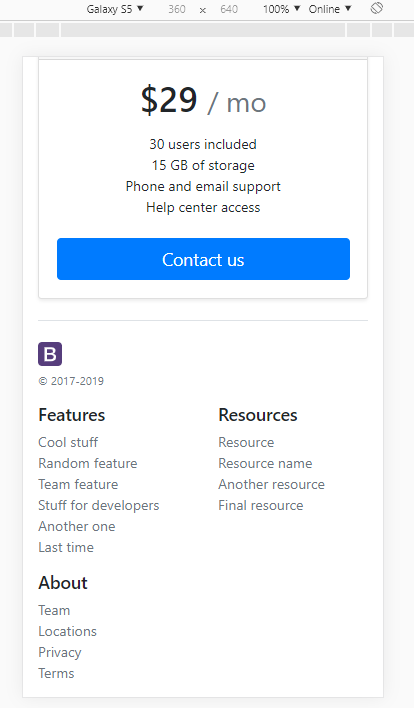 Galaxy S5 ▼ 360 × 640 100% ▼ Online ▼
$29 / mo
30 users included
15 GB of storage
Phone and email support
Help center access
Contact us
B
© 2017-2019
Features
Cool stuff
Random feature
Team feature
Stuff for developers
Another one
Last time
Resources
Resource
Resource name
Another resource
Final resource
About
Team
Locations
Privacy
Terms